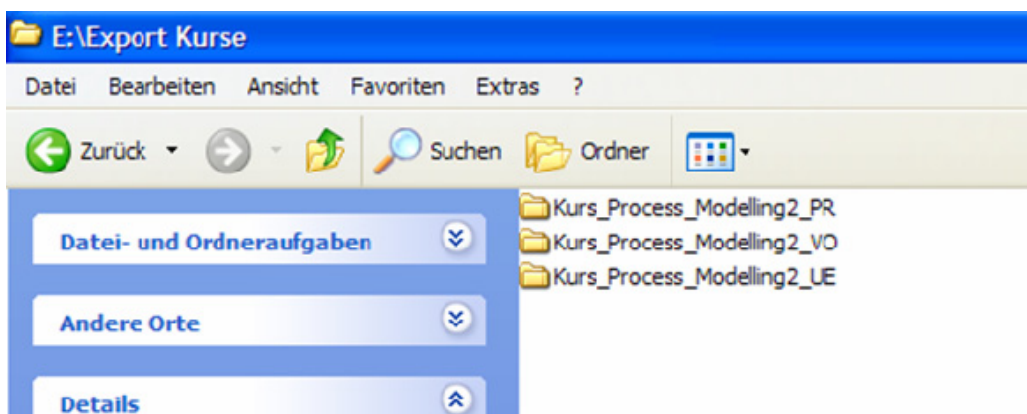 E:\Export Kurse
Datei Bearbeiten Ansicht Favoriten Extras ?
Zurück Suchen Ordner
Datei- und Ordneraufgaben
Andere Orte
Details
Kurs_Process_Modelling2_PR
Kurs_Process_Modelling2_VO
Kurs_Process_Modelling2_UE